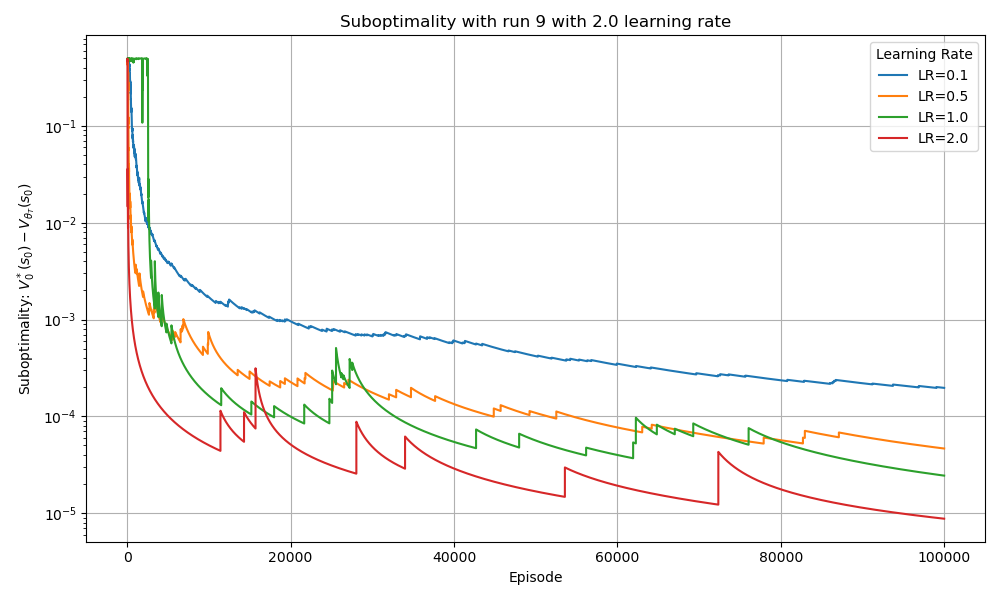 Suboptimality with run 9 with 2.0 learning rate
Learning Rate
LR=0.1
LR=0.5
LR=1.0
LR=2.0
Suboptimality: $V_0^*(s_0) - V_{\theta_T}(s_0)$
10⁻¹
10⁻²
10⁻³
10⁻⁴
10⁻⁵
0 20000 40000 60000 80000 100000
Episode